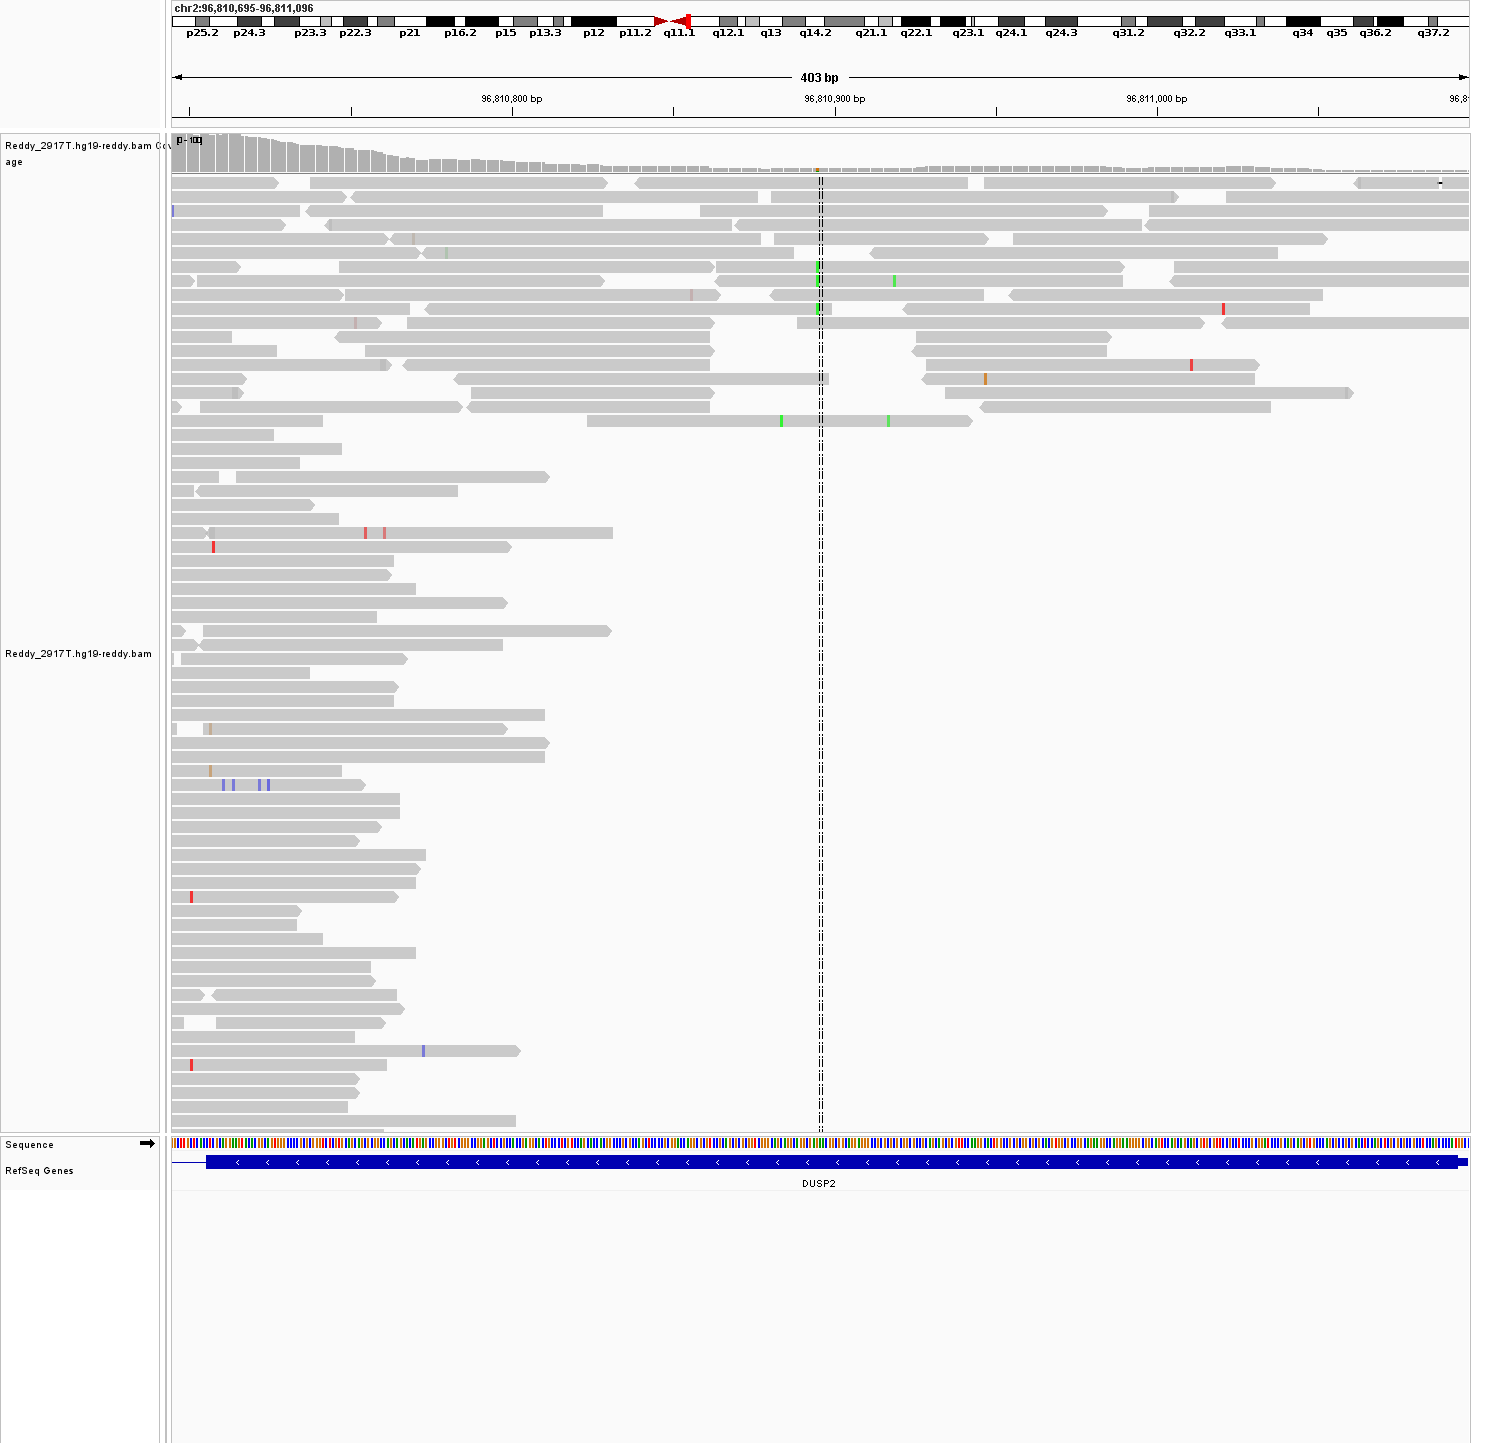 chr2:96,810,695-96,811,096
p25.2 p24.3 p23.3 p22.3 p21 p16.2 p15 p13.3 p12 p11.2 q11.1 q12.1 q13 q14.2 q21.1 q22.1 q23.1 q24.1 q24.3 q31.2 q32.2 q33.1 q34 q35 q36.2 q37.2
403 bp
96,810,800 bp 96,810,900 bp 96,811,000 bp 96,8
Reddy_2917T.hg19-reddy.bam Cov
age
Reddy_2917T.hg19-reddy.bam
Sequence
RefSeq Genes
DUSP2